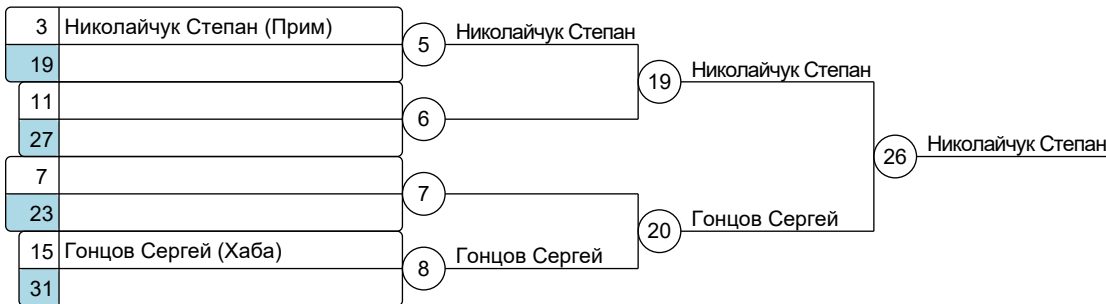 3 Николайчук Степан (Прим)
5 Николайчук Степан
19
19 Николайчук Степан
11
6
27
26 Николайчук Степан
7
7
23
20 Гонцов Сергей
15 Гонцов Сергей (Хаба)
8 Гонцов Сергей
31